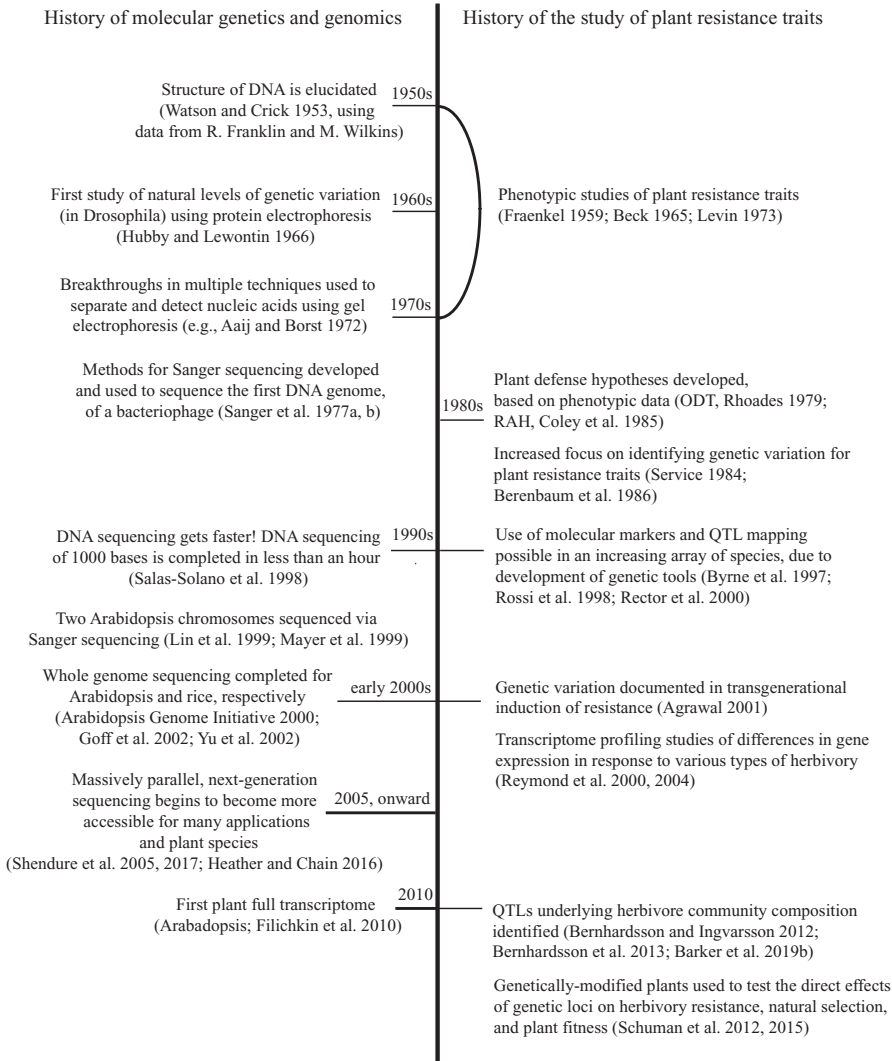 History of molecular genetics and genomics
History of the study of plant resistance traits
Structure of DNA is elucidated
(Watson and Crick 1953, using
data from R. Franklin and M. Wilkins)
1950s
First study of natural levels of genetic variation
(in Drosophila) using protein electrophoresis
(Hubby and Lewontin 1966)
1960s
Phenotypic studies of plant resistance traits
(Fraenkel 1959; Beck 1965; Levin 1973)
Breakthroughs in multiple techniques used to
separate and detect nucleic acids using gel
electrophoresis (e.g., Aaij and Borst 1972)
1970s
Methods for Sanger sequencing developed
and used to sequence the first DNA genome,
of a bacteriophage (Sanger et al. 1977a, b)
1980s
Plant defense hypotheses developed,
based on phenotypic data (ODT, Rhoades 1979;
RAH, Coley et al. 1985)
Increased focus on identifying genetic variation for
plant resistance traits (Service 1984;
Berenbaum et al. 1986)
DNA sequencing gets faster! DNA sequencing
of 1000 bases is completed in less than an hour
(Salas-Solano et al. 1998)
1990s
Use of molecular markers and QTL mapping
possible in an increasing array of species, due to
development of genetic tools (Byrne et al. 1997;
Rossi et al. 1998; Rector et al. 2000)
Two Arabidopsis chromosomes sequenced via
Sanger sequencing (Lin et al. 1999; Mayer et al. 1999)
Whole genome sequencing completed for
Arabidopsis and rice, respectively
(Arabidopsis Genome Initiative 2000;
Goff et al. 2002; Yu et al. 2002)
early 2000s
Genetic variation documented in transgenerational
induction of resistance (Agrawal 2001)
Transcriptome profiling studies of differences in gene
expression in response to various types of herbivory
(Reymond et al. 2000, 2004)
Massively parallel, next-generation
sequencing begins to become more
accessible for many applications
and plant species
(Shendure et al. 2005, 2017; Heather and Chain 2016)
2005, onward
First plant full transcriptome
(Arabadopsis; Filichkin et al. 2010)
2010
QTLs underlying herbivore community composition
identified (Bernhardsson and Ingvarsson 2012;
Bernhardsson et al. 2013; Barker et al. 2019b)
Genetically-modified plants used to test the direct effects
of genetic loci on herbivory resistance, natural selection,
and plant fitness (Schuman et al. 2012, 2015)